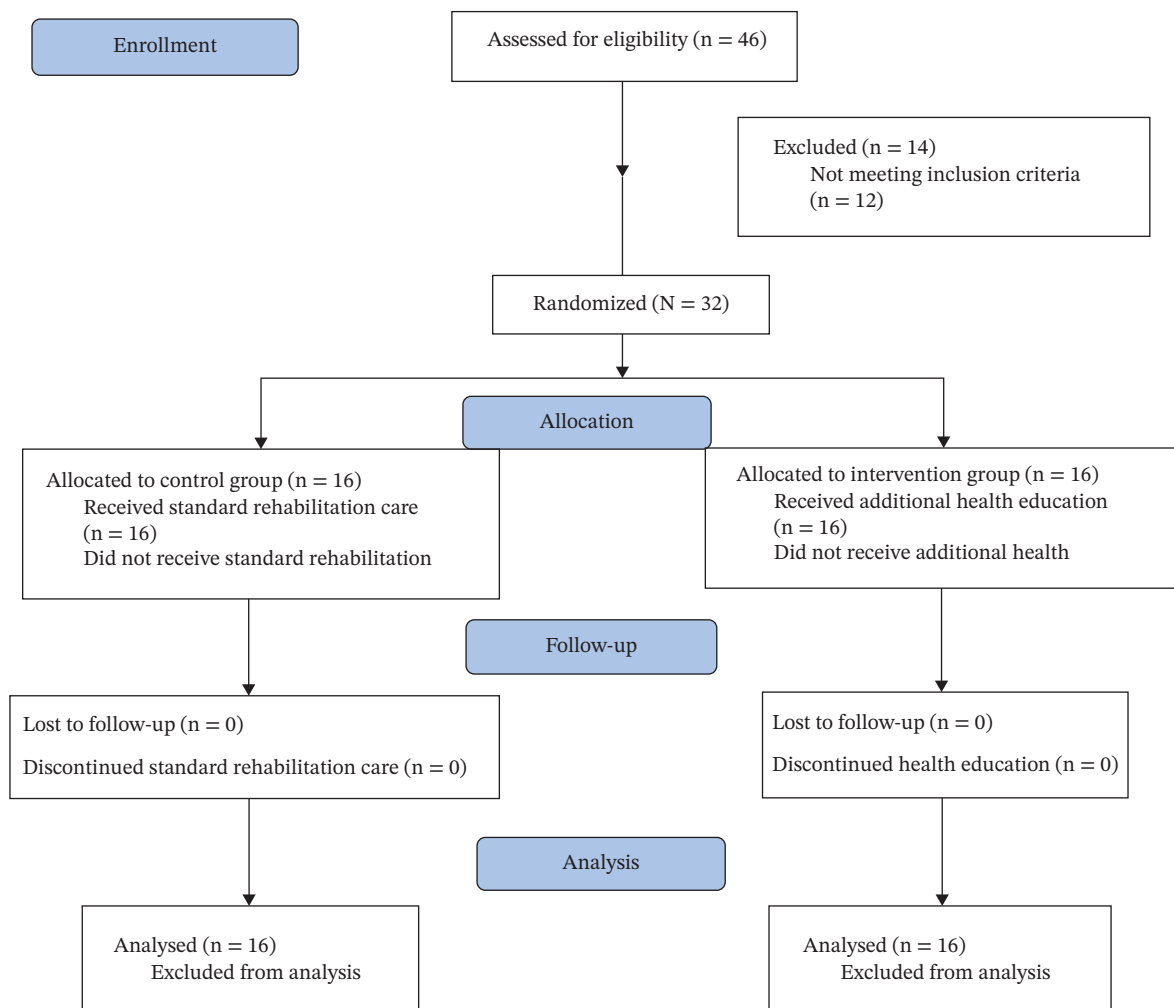 Enrollment
Assessed for eligibility (n = 46)
Excluded (n = 14)
Not meeting inclusion criteria
(n = 12)
Randomized (N = 32)
Allocation
Allocated to control group (n = 16)
Received standard rehabilitation care
(n = 16)
Did not receive standard rehabilitation
Allocated to intervention group (n = 16)
Received additional health education
(n = 16)
Did not receive additional health
Follow-up
Lost to follow-up (n = 0)
Discontinued standard rehabilitation care (n = 0)
Lost to follow-up (n = 0)
Discontinued health education (n = 0)
Analysis
Analysed (n = 16)
Excluded from analysis
Analysed (n = 16)
Excluded from analysis